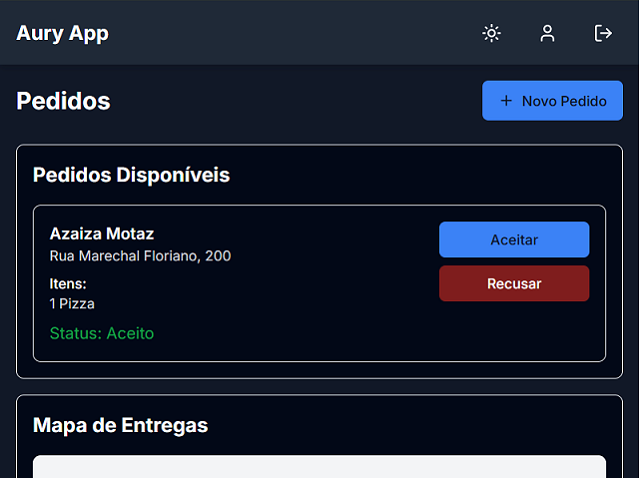 Aury App
Pedidos
+ Novo Pedido
Pedidos Disponíveis
Azaiza Motaz
Rua Marechal Floriano, 200
Itens:
1 Pizza
Status: Aceito
Aceitar
Recusar
Mapa de Entregas